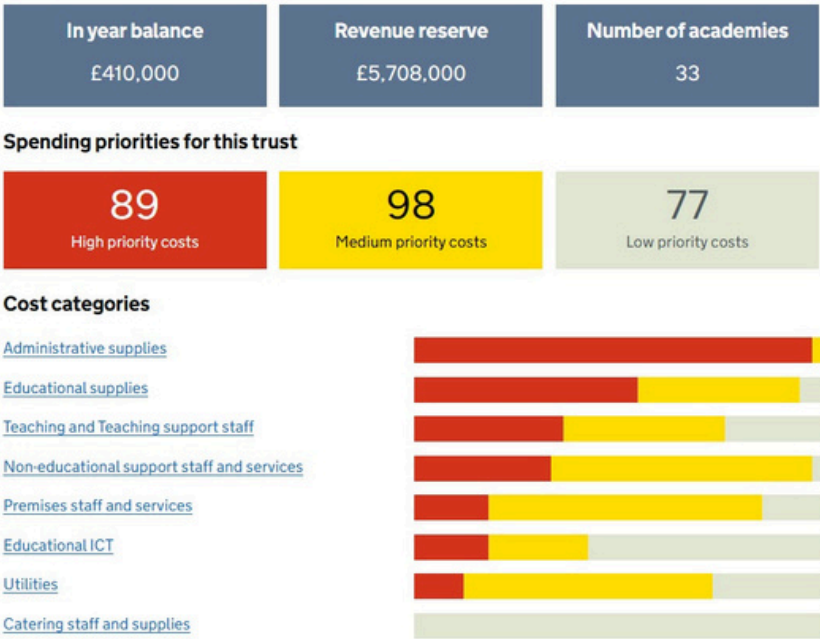 In year balance
£410,000
Revenue reserve
£5,708,000
Number of academies
33
Spending priorities for this trust
89
High priority costs
98
Medium priority costs
77
Low priority costs
Cost categories
Administrative supplies
Educational supplies
Teaching and Teaching support staff
Non-educational support staff and services
Premises staff and services
Educational ICT
Utilities
Catering staff and supplies